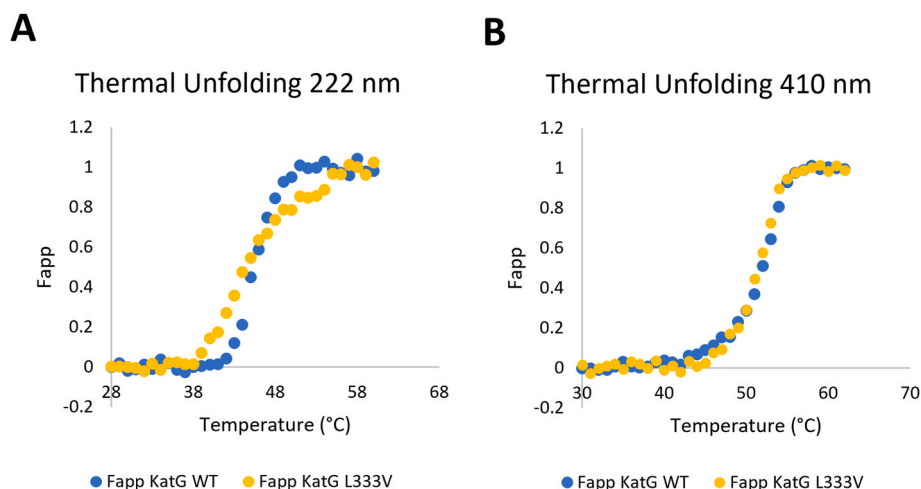 A
Thermal Unfolding 222 nm
1.2
1
0.8
0.6
0.4
0.2
0
-0.2
28 38 48 58 68
Fapp
Temperature (°C)
Fapp KatG WT Fapp KatG L333V
B
Thermal Unfolding 410 nm
1.2
1
0.8
0.6
0.4
0.2
0
-0.2
30 40 50 60 70
Fapp
Temperature (°C)
Fapp KatG WT Fapp KatG L333V